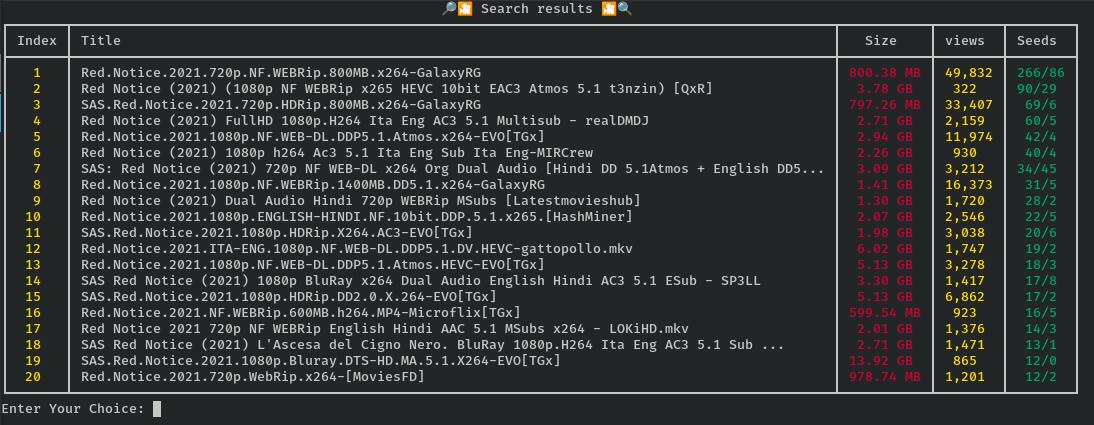 🔎🎦 Search results 🎦🔍
Index Title Size views Seeds
1 Red.Notice.2021.720p.NF.WEBRip.800MB.x264-GalaxyRG 800.38 MB 49,832 266/86
2 Red Notice (2021) (1080p NF WEBRip x265 HEVC 10bit EAC3 Atmos 5.1 t3nzin) [QxR] 3.78 GB 322 90/29
3 SAS.Red.Notice.2021.720p.HDRip.800MB.x264-GalaxyRG 797.26 MB 33,407 69/6
4 Red Notice (2021) FullHD 1080p.H264 Ita Eng AC3 5.1 Multisub - realDMDJ 2.71 GB 2,159 60/5
5 Red.Notice.2021.1080p.NF.WEB-DL.DDP5.1.Atmos.x264-EVO[TGx] 2.94 GB 11,974 42/4
6 Red Notice (2021) 1080p h264 Ac3 5.1 Ita Eng Sub Ita Eng-MIRCrew 2.26 GB 930 40/4
7 SAS: Red Notice (2021) 720p NF WEB-DL x264 Org Dual Audio [Hindi DD 5.1Atmos + English DD5... 3.09 GB 3,212 34/45
8 Red.Notice.2021.1080p.NF.WEBRip.1400MB.DD5.1.x264-GalaxyRG 1.41 GB 16,373 31/5
9 Red Notice (2021) Dual Audio Hindi 720p WEBRip MSubs [Latestmovieshub] 1.30 GB 1,720 28/2
10 Red.Notice.2021.1080p.ENGLISH-HINDI.NF.10bit.DDP.5.1.x265.[HashMiner] 2.07 GB 2,546 22/5
11 SAS.Red.Notice.2021.HDRip.X264.AC3-EVO[TGx] 1.98 GB 3,038 20/6
12 Red.Notice.2021.ITA-ENG.1080p.NF.WEB-DL.DDP5.1.DV.HEVC-gattopollo.mkv 6.02 GB 1,747 19/2
13 Red.Notice.2021.1080p.NF.WEB-DL.DDP5.1.Atmos.HEVC-EVO[TGx] 5.13 GB 3,278 18/3
14 SAS Red Notice (2021) 1080p BluRay x264 Dual Audio English Hindi AC3 5.1 ESub - SP3LL 3.30 GB 1,417 17/8
15 SAS.Red.Notice.2021.1080p.HDRip.DD2.0.X.264-EVO[TGx] 5.13 GB 6,862 17/2
16 Red.Notice.2021.NF.WEBRip.600MB.h264.MP4-Microflix[TGx] 599.54 MB 923 16/5
17 Red Notice 2021 720p NF WEBRip English Hindi AAC 5.1 MSubs x264 - LOKiHD.mkv 2.01 GB 1,376 14/3
18 SAS Red Notice (2021) L'Ascesa del Cigno Nero. BluRay 1080p.H264 Ita Eng AC3 5.1 Sub ... 2.71 GB 1,471 13/1
19 SAS.Red.Notice.2021.1080p.Bluray.DTS-HD.MA.5.1.X264-EVO[TGx] 13.92 GB 865 12/0
20 Red.Notice.2021.720p.WebRip.x264-[MoviesFD] 978.74 MB 1,201 12/2
Enter Your Choice: